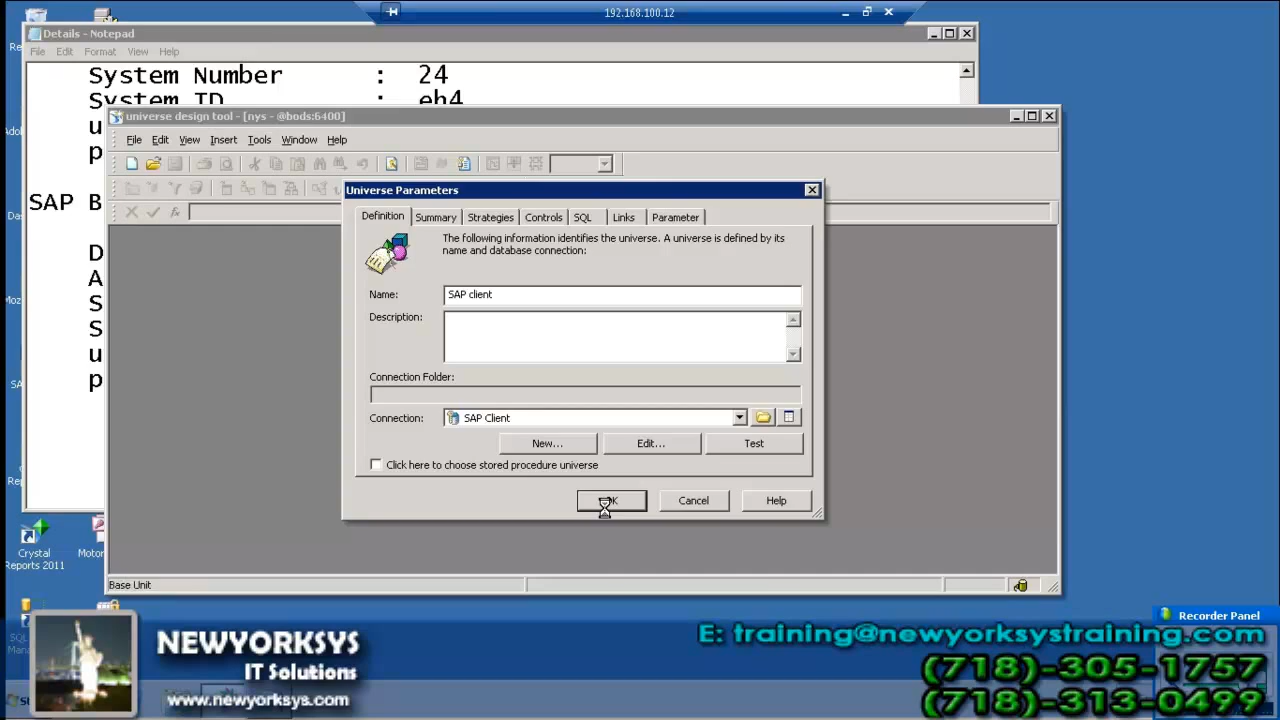 192.168.100.12
Details - Notepad
File Edit Format View Help
System Number : 24
System ID : eh4
u
p
SAP B
D
A
S
S
u
p
universe design tool - [nys - @bods:6400]
File Edit View Insert Tools Window Help
Universe Parameters
Definition Summary Strategies Controls SQL Links Parameter
The following information identifies the universe. A universe is defined by its
name and database connection:
Name: SAP client
Description:
Connection Folder:
Connection: SAP Client
New... Edit... Test
Click here to choose stored procedure universe
OK Cancel Help
Base Unit
Crystal
Reports 2011
Motor
Recorder Panel
NEWYORKSYS
IT Solutions
www.newyorksys.com
E: training@newyorksystraining.com
(718)-305-1757
(718)-313-0499